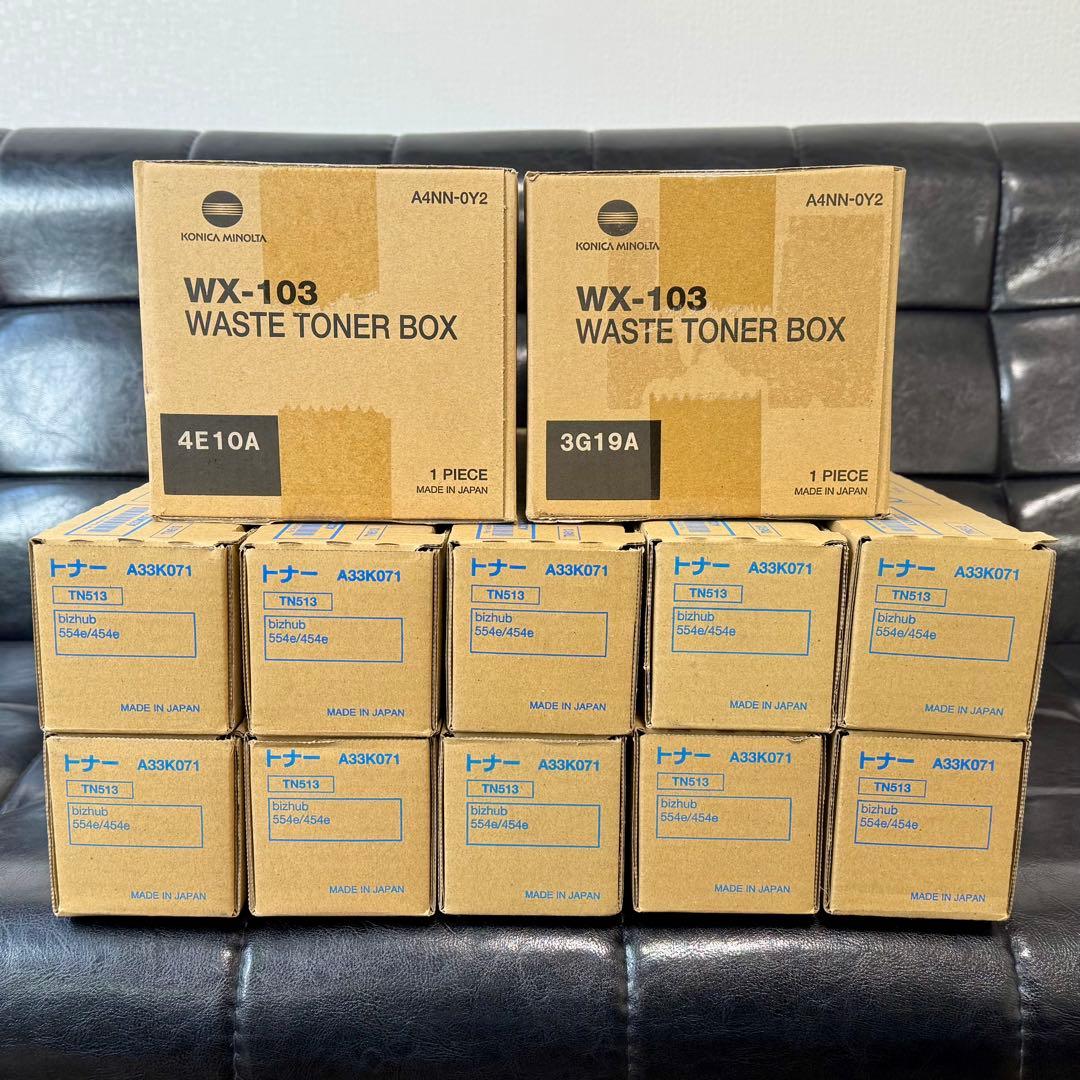 KONICA MINOLTA
A4NN-0Y2
WX-103
WASTE TONER BOX
4E10A
1 PIECE
MADE IN JAPAN
KONICA MINOLTA
A4NN-0Y2
WX-103
WASTE TONER BOX
3G19A
1 PIECE
MADE IN JAPAN
トナー A33K071
TN513
bizhub
554e/454e
MADE IN JAPAN
トナー A33K071
TN513
bizhub
554e/454e
MADE IN JAPAN
トナー A33K071
TN513
bizhub
554e/454e
MADE IN JAPAN
トナー A33K071
TN513
bizhub
554e/454e
MADE IN JAPAN
トナー A33K071
TN513
bizhub
554e/454e
MADE IN JAPAN
トナー A33K071
TN513
bizhub
554e/454e
MADE IN JAPAN
トナー A33K071
TN513
bizhub
554e/454e
MADE IN JAPAN
トナー A33K071
TN513
bizhub
554e/454e
MADE IN JAPAN
トナー A33K071
TN513
bizhub
554e/454e
MADE IN JAPAN
トナー A33K071
TN513
bizhub
554e/454e
MADE IN JAPAN